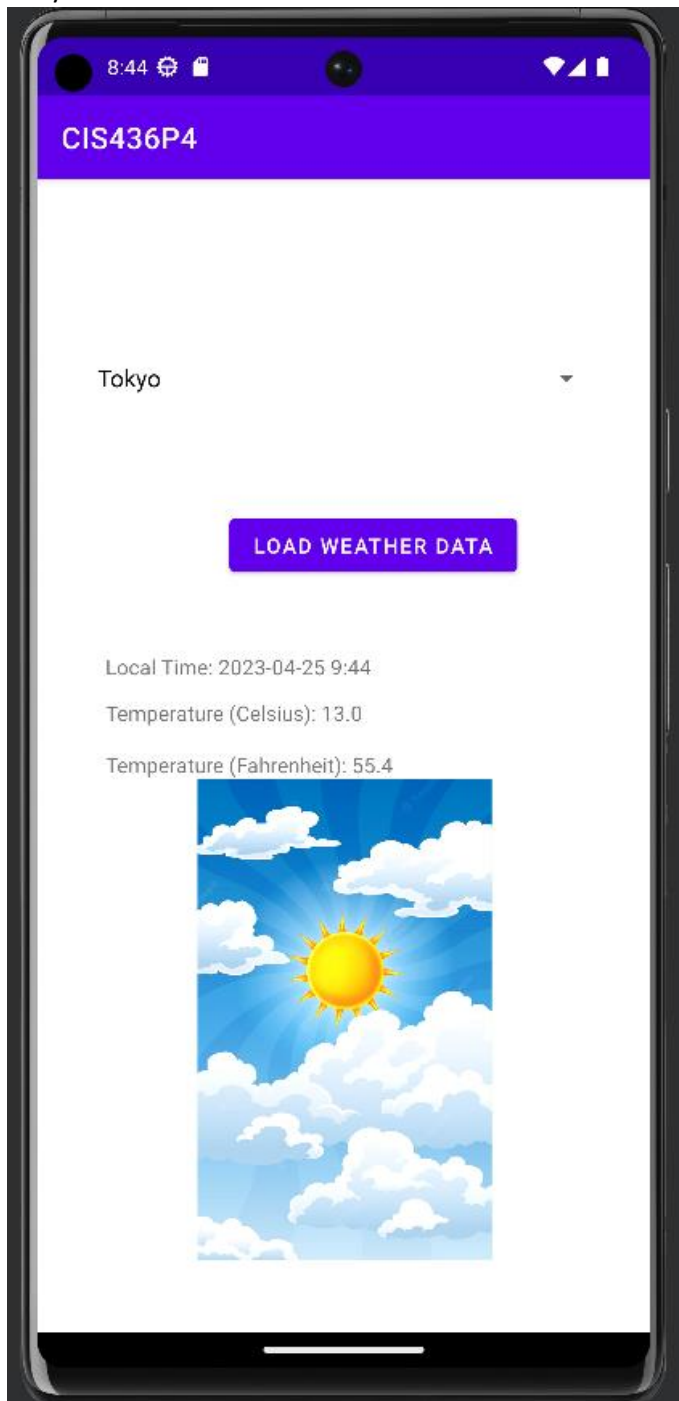 8:44
CIS436P4
Tokyo
LOAD WEATHER DATA
Local Time: 2023-04-25 9:44
Temperature (Celsius): 13.0
Temperature (Fahrenheit): 55.4